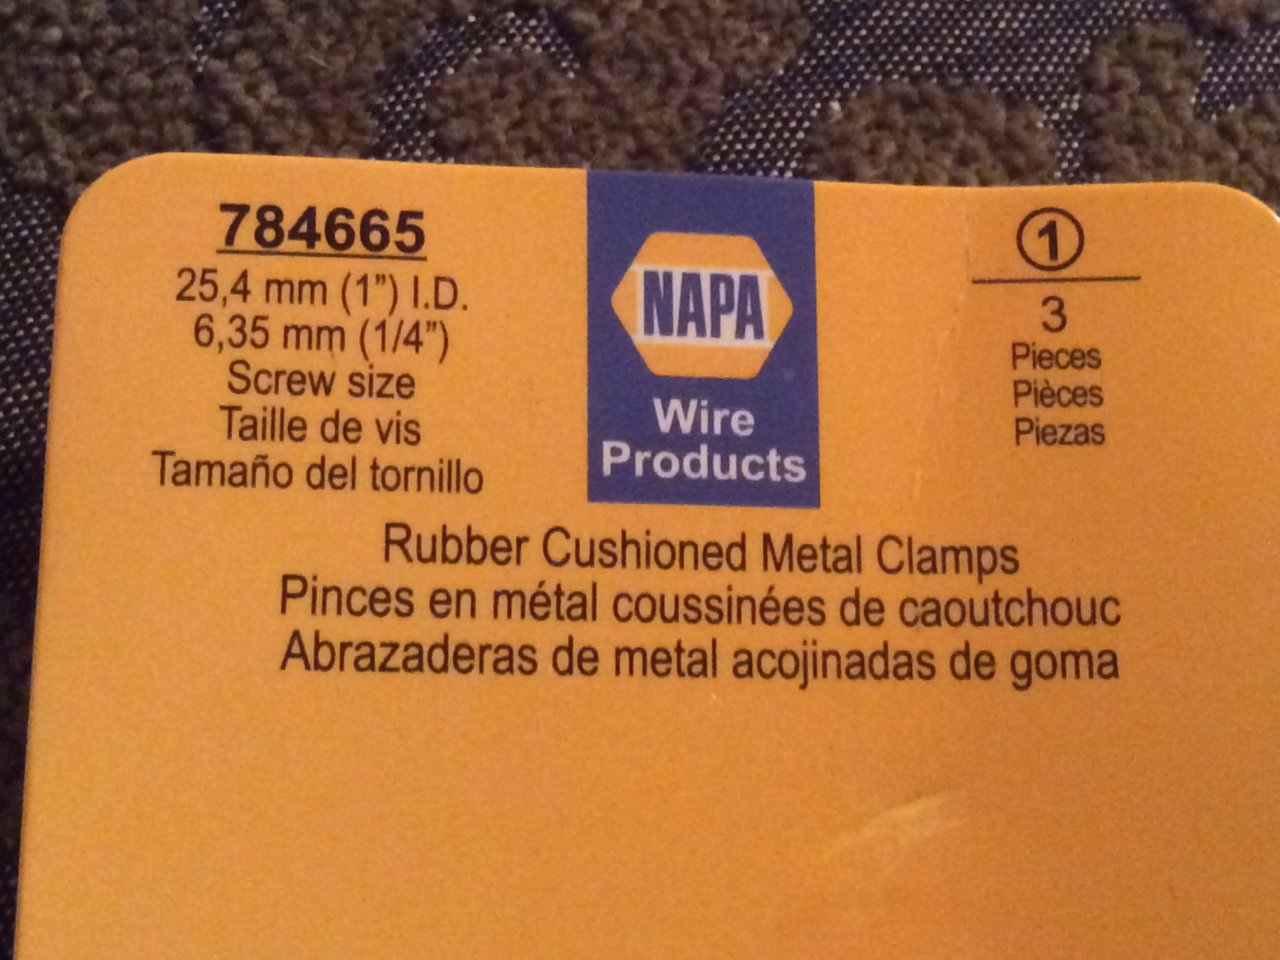 784665
25,4 mm (1") I.D.
6,35 mm (1/4")
Screw size
Taille de vis
Tamaño del tornillo
NAPA
Wire
Products
1
3
Pieces
Pièces
Piezas
Rubber Cushioned Metal Clamps
Pinces en métal coussinées de caoutchouc
Abrazaderas de metal acojinadas de goma